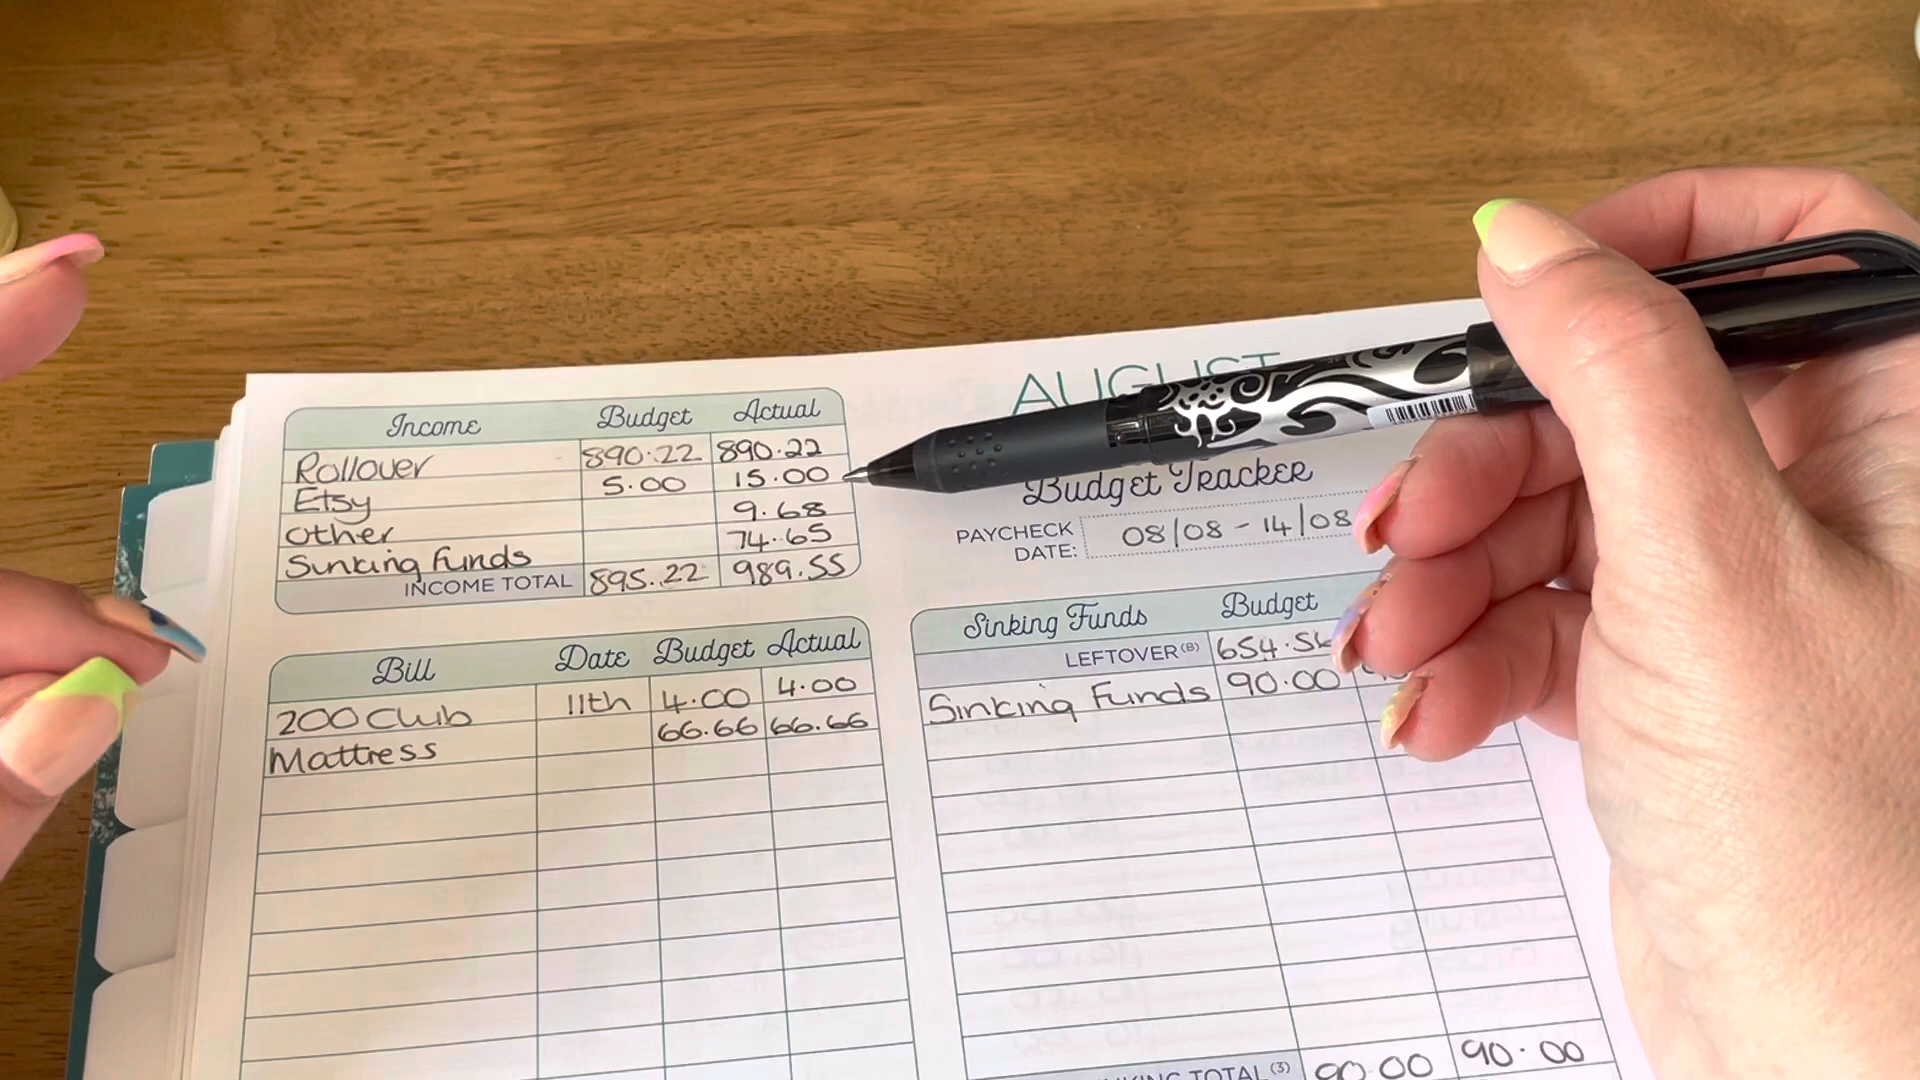 AUGUST
Budget Tracker
PAYCHECK DATE: 08/08 - 14/08
Income Budget Actual
Rollover 890.22 890.22
Etsy 5.00 15.00
Other 9.68
Sinking Funds 74.65
INCOME TOTAL 895.22 989.55
Bill Date Budget Actual
200 Club 11th 4.00 4.00
Mattress 66.66 66.66
Sinking Funds Budget
LEFTOVER (B) 654.56
Sinking Funds 90.00
TOTAL (3) 90.00 90.00